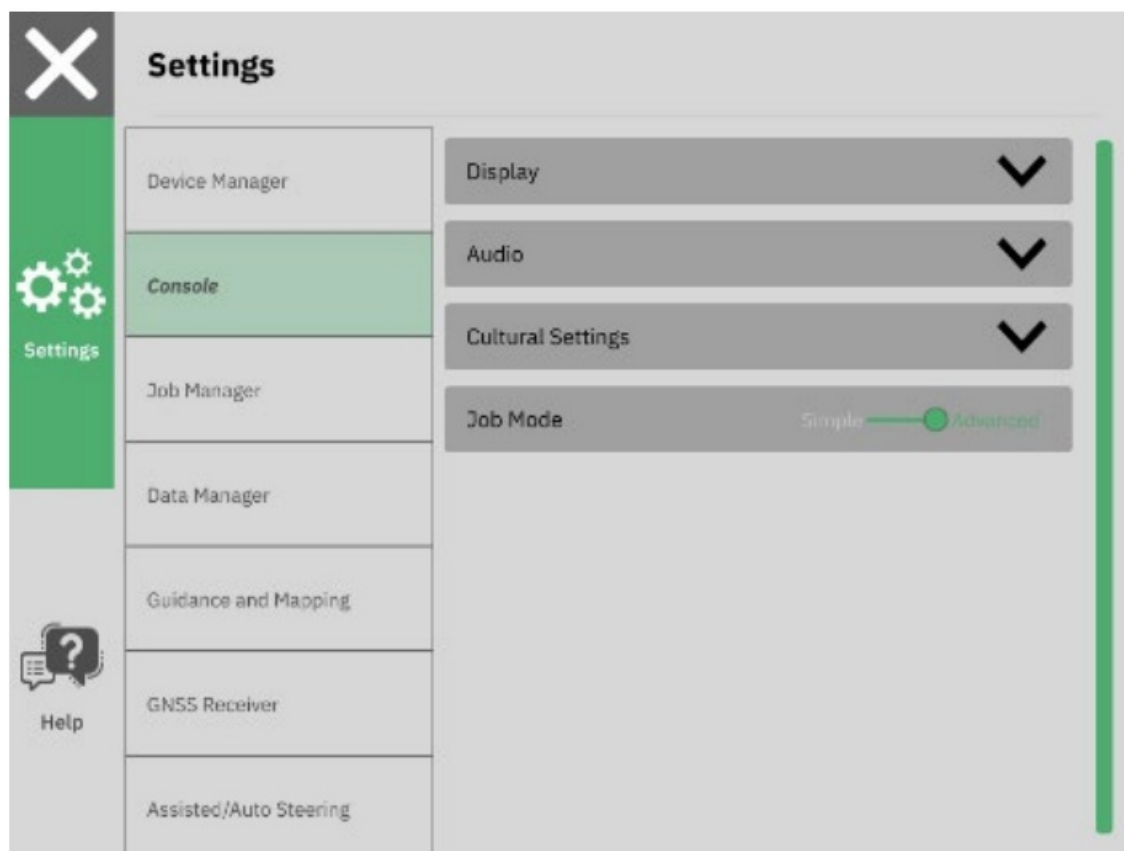 Settings
Settings
Help
Device Manager
Console
Job Manager
Data Manager
Guidance and Mapping
GNSS Receiver
Assisted/Auto Steering
Display
Audio
Cultural Settings
Job Mode Simple Advanced